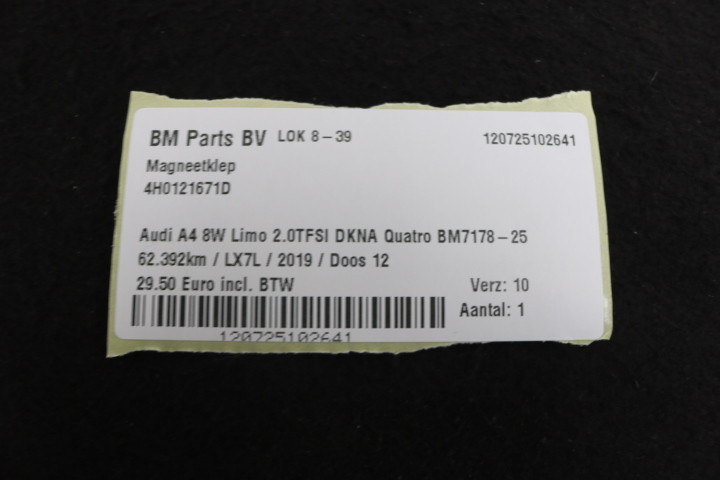 BM Parts BV LOK 8-39 120725102641
Magneetklep
4H0121671D
Audi A4 8W Limo 2.0TFSI DKNA Quatro BM7178-25
62.392km / LX7L / 2019 / Doos 12
29.50 Euro incl. BTW Verz: 10
Aantal: 1
120725102641